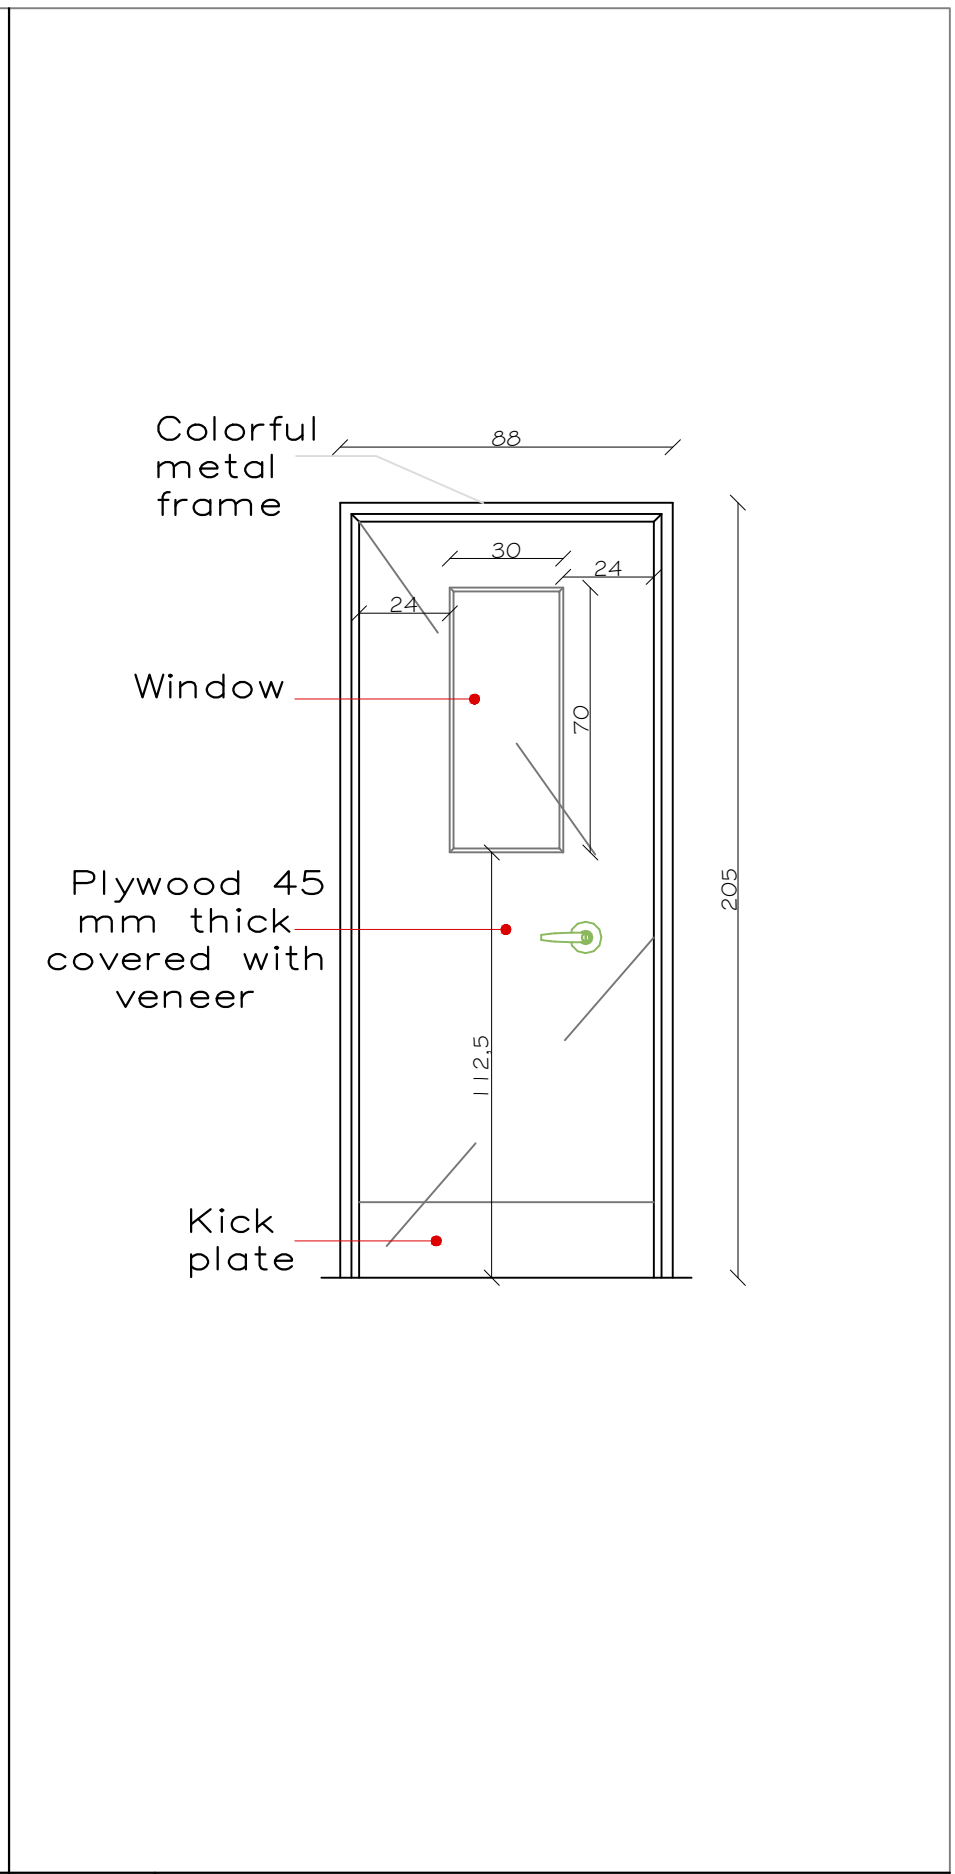 Colorful
metal
frame
88
30
24
24
Window
70
Plywood 45
mm thick
covered with
veneer
205
112,5
Kick
plate